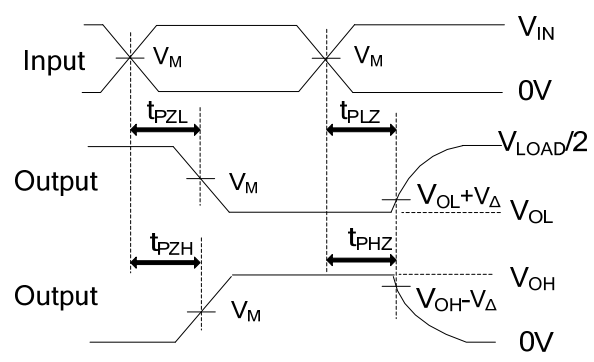 V_IN
Input V_M V_M
0V
t_PZL t_PLZ
V_LOAD/2
Output V_M V_OL+V_Δ V_OL
t_PZH t_PHZ
V_OH
Output V_M V_OH-V_Δ
0V